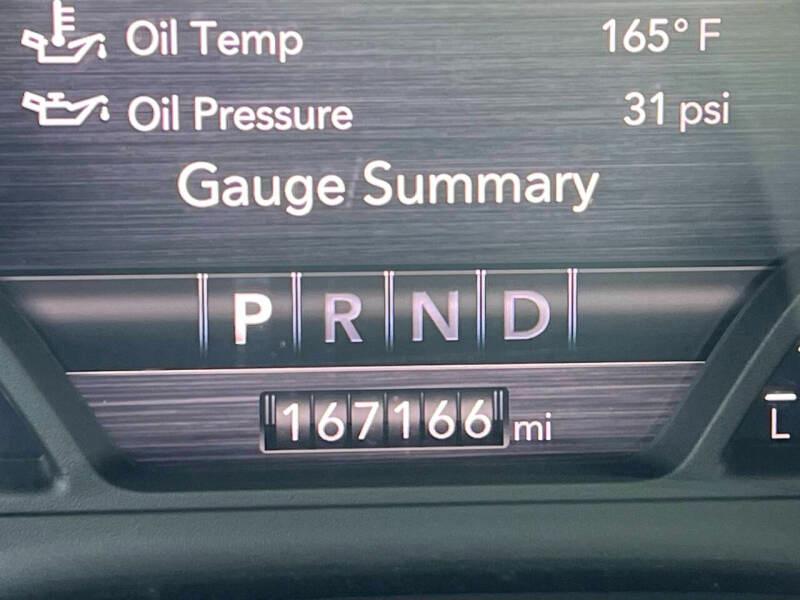 Oil Temp 165°F
Oil Pressure 31 psi
Gauge Summary
P R N D
167166 mi
L